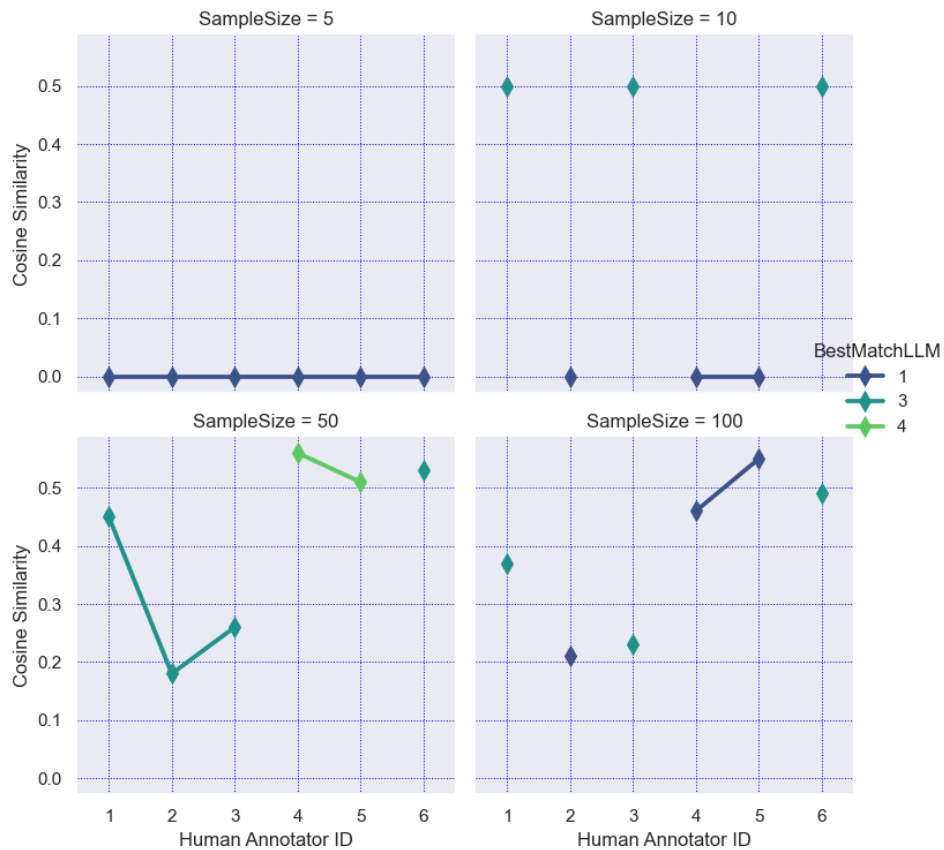 SampleSize = 5
SampleSize = 10
Cosine Similarity
0.5
0.4
0.3
0.2
0.1
0.0
BestMatchLLM
1
3
4
SampleSize = 50
SampleSize = 100
Cosine Similarity
0.5
0.4
0.3
0.2
0.1
0.0
1 2 3 4 5 6
1 2 3 4 5 6
Human Annotator ID
Human Annotator ID